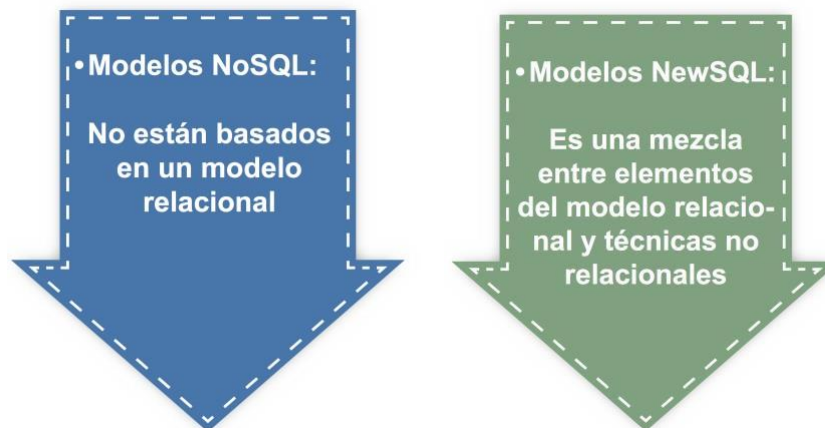 •Modelos NoSQL:
No están basados
en un modelo
relacional
•Modelos NewSQL:
Es una mezcla
entre elementos
del modelo relacio-
nal y técnicas no
relacionales